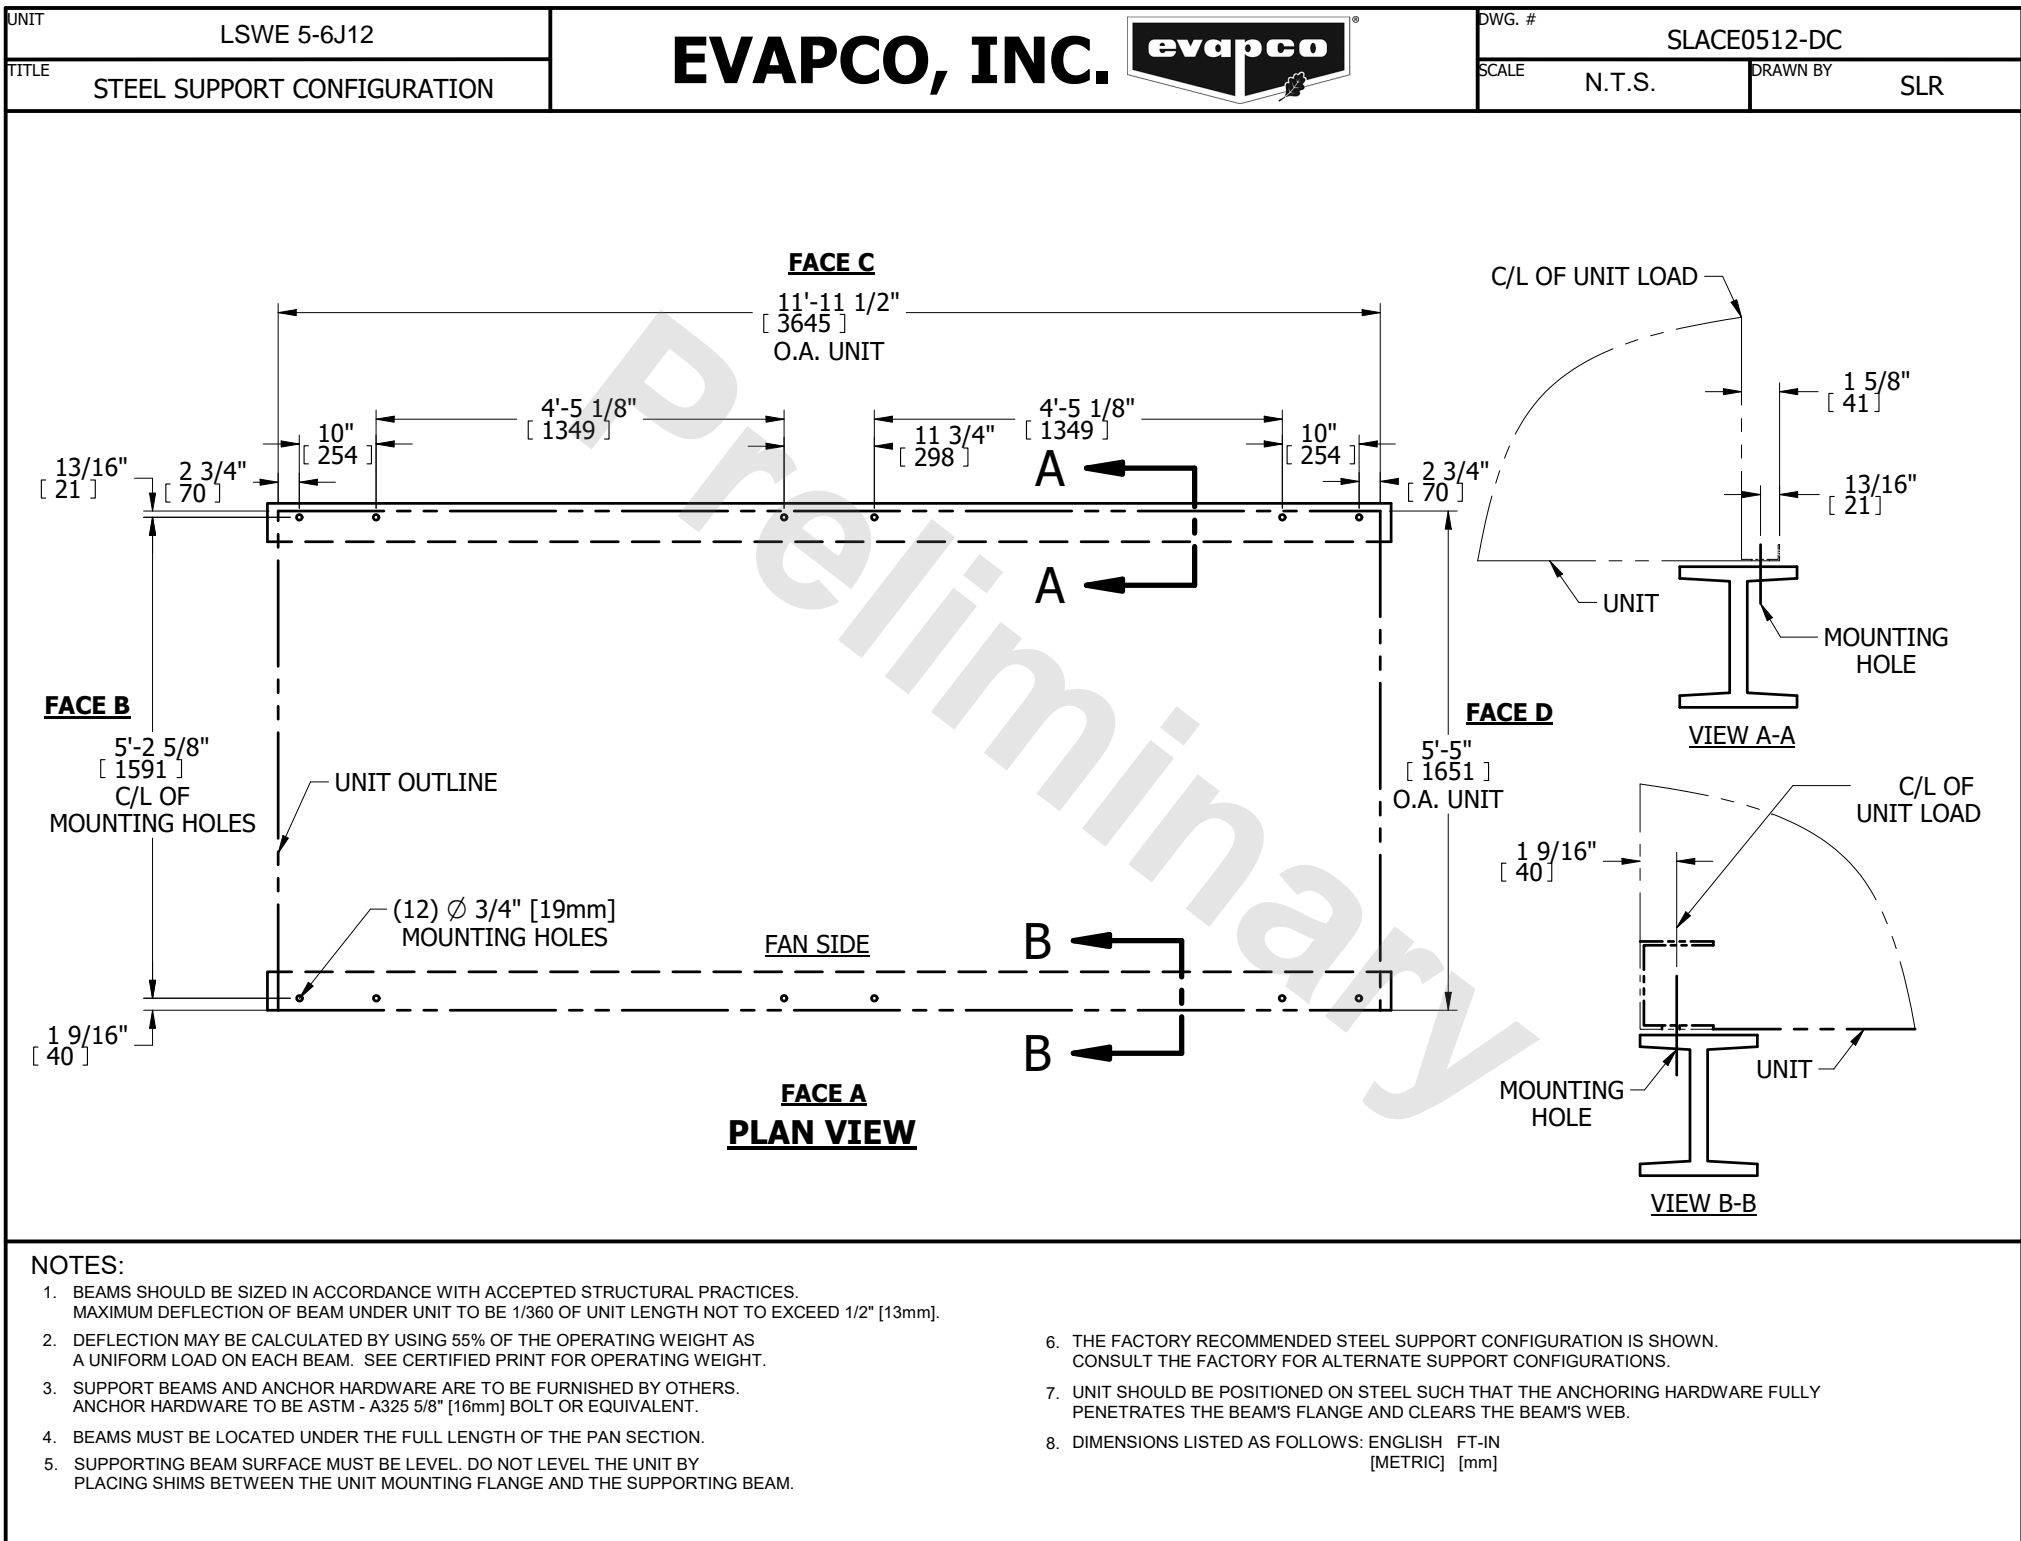 UNIT
LSWE 5-6J12
TITLE
STEEL SUPPORT CONFIGURATION
EVAPCO, INC.
evapco
®
DWG. #
SLACE0512-DC
SCALE
N.T.S.
DRAWN BY
SLR
FACE C
11'-11 1/2"
[ 3645 ]
O.A. UNIT
4'-5 1/8"
[ 1349 ]
4'-5 1/8"
[ 1349 ]
10"
[ 254 ]
11 3/4"
[ 298 ]
10"
[ 254 ]
13/16"
[ 21 ]
2 3/4"
[ 70 ]
2 3/4"
[ 70 ]
A
A
FACE B
5'-2 5/8"
[ 1591 ]
C/L OF
MOUNTING HOLES
UNIT OUTLINE
(12) ∅ 3/4" [19mm]
MOUNTING HOLES
FAN SIDE
B
B
1 9/16"
[ 40 ]
FACE D
5'-5"
[ 1651 ]
O.A. UNIT
FACE A
PLAN VIEW
Preliminary
C/L OF UNIT LOAD
1 5/8"
[ 41 ]
13/16"
[ 21 ]
UNIT
MOUNTING
HOLE
VIEW A-A
C/L OF
UNIT LOAD
1 9/16"
[ 40 ]
UNIT
MOUNTING
HOLE
VIEW B-B
NOTES:
1. BEAMS SHOULD BE SIZED IN ACCORDANCE WITH ACCEPTED STRUCTURAL PRACTICES.
MAXIMUM DEFLECTION OF BEAM UNDER UNIT TO BE 1/360 OF UNIT LENGTH NOT TO EXCEED 1/2" [13mm].
2. DEFLECTION MAY BE CALCULATED BY USING 55% OF THE OPERATING WEIGHT AS
A UNIFORM LOAD ON EACH BEAM. SEE CERTIFIED PRINT FOR OPERATING WEIGHT.
3. SUPPORT BEAMS AND ANCHOR HARDWARE ARE TO BE FURNISHED BY OTHERS.
ANCHOR HARDWARE TO BE ASTM - A325 5/8" [16mm] BOLT OR EQUIVALENT.
4. BEAMS MUST BE LOCATED UNDER THE FULL LENGTH OF THE PAN SECTION.
5. SUPPORTING BEAM SURFACE MUST BE LEVEL. DO NOT LEVEL THE UNIT BY
PLACING SHIMS BETWEEN THE UNIT MOUNTING FLANGE AND THE SUPPORTING BEAM.
6. THE FACTORY RECOMMENDED STEEL SUPPORT CONFIGURATION IS SHOWN.
CONSULT THE FACTORY FOR ALTERNATE SUPPORT CONFIGURATIONS.
7. UNIT SHOULD BE POSITIONED ON STEEL SUCH THAT THE ANCHORING HARDWARE FULLY
PENETRATES THE BEAM'S FLANGE AND CLEARS THE BEAM'S WEB.
8. DIMENSIONS LISTED AS FOLLOWS: ENGLISH FT-IN
[METRIC] [mm]